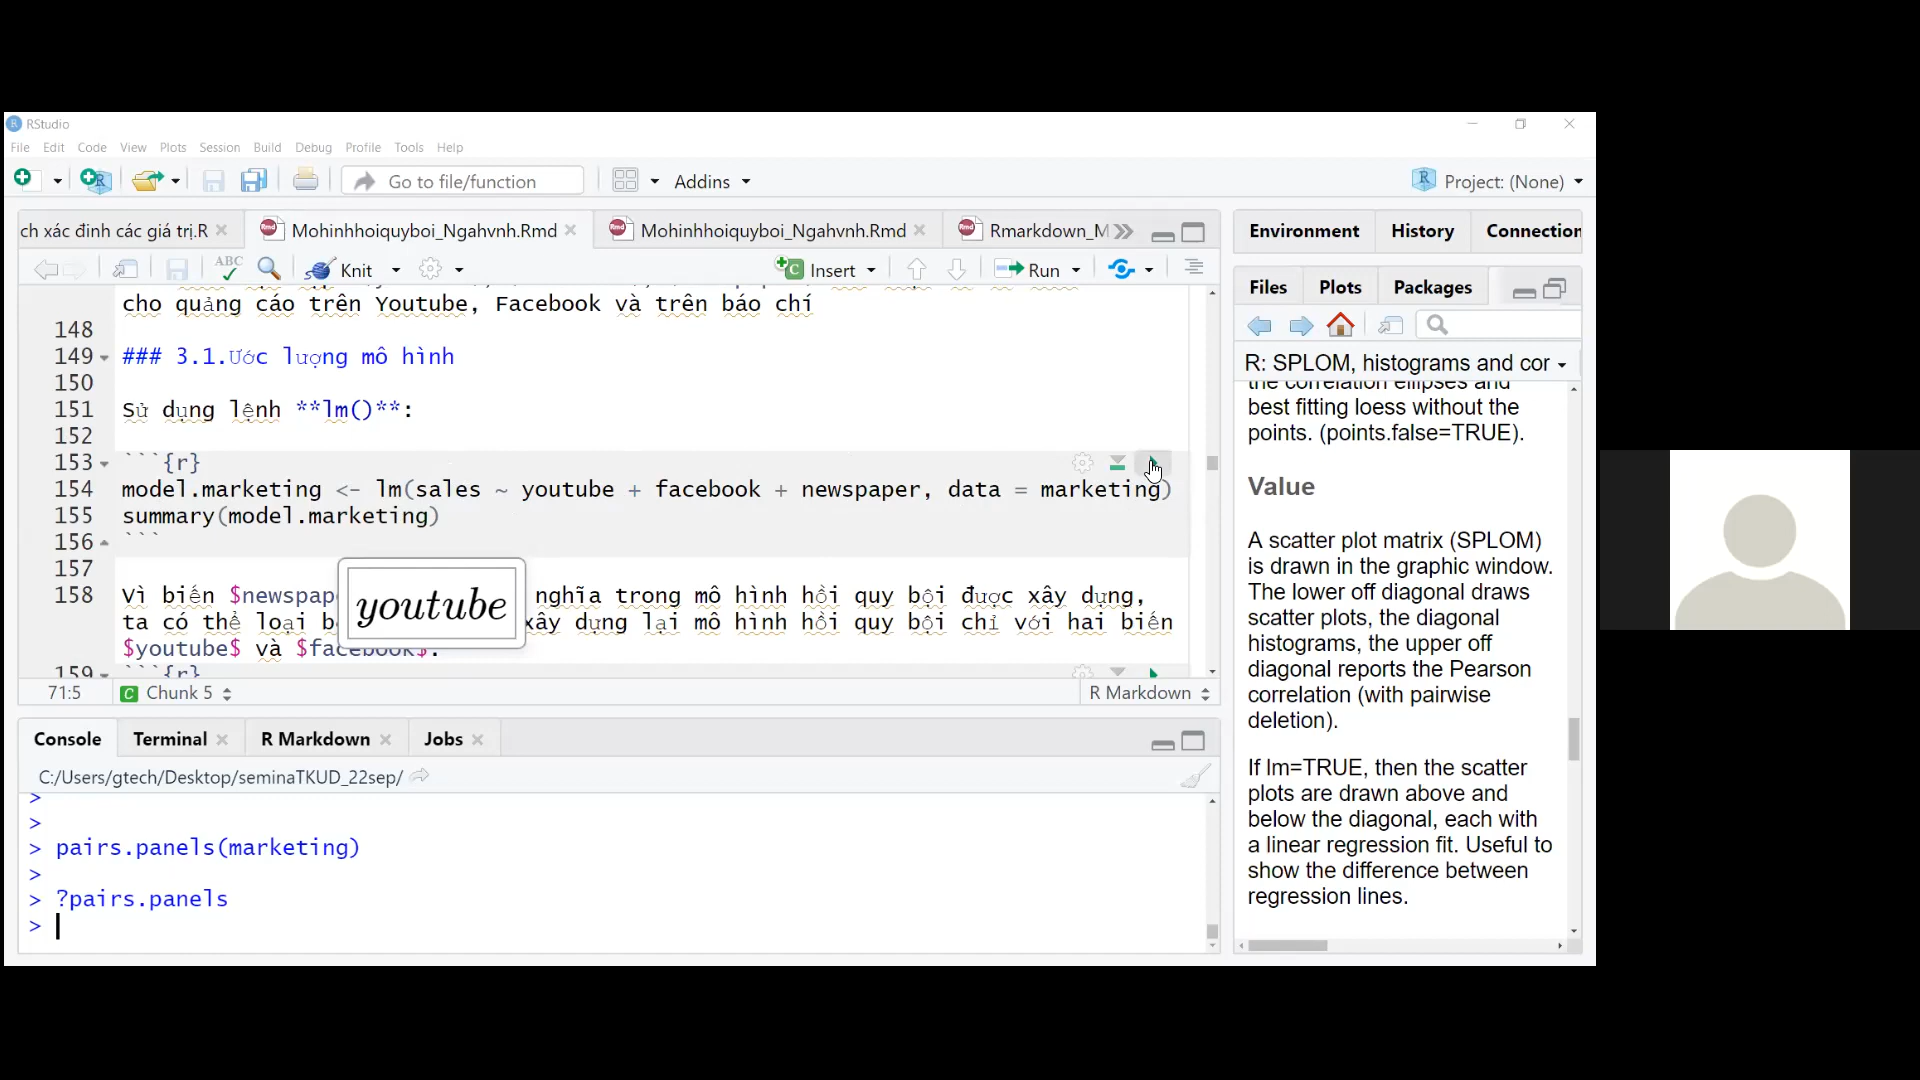 RStudio
File Edit Code View Plots Session Build Debug Profile Tools Help
Go to file/function
Addins
Project: (None)
ch xác đinh các giá trị.R
Mohinhhoiquyboi_Ngahvnh.Rmd
Mohinhhoiquyboi_Ngahvnh.Rmd
Rmarkdown_M
ABC
Knit
Insert
Run
cho quảng cáo trên Youtube, Facebook và trên báo chí
148
149 ### 3.1.Ước lượng mô hình
150
151 Sử dụng lệnh **lm()**:
152
153 ```{r}
154 model.marketing <- lm(sales ~ youtube + facebook + newspaper, data = marketing)
155 summary(model.marketing)
156 ```
157
158 Vì biến $newspap nghĩa trong mô hình hồi quy bội được xây dựng,
ta có thể loại b xây dựng lại mô hình hồi quy bội chỉ với hai biến
$youtube$ và $facebook$.
159 ```{r}
youtube
71:5
Chunk 5
R Markdown
Console
Terminal
R Markdown
Jobs
C:/Users/gtech/Desktop/seminaTKUD_22sep/
>
>
> pairs.panels(marketing)
>
> ?pairs.panels
>
Environment
History
Connection
Files
Plots
Packages
R: SPLOM, histograms and cor
the correlation ellipses and
best fitting loess without the
points. (points.false=TRUE).
Value
A scatter plot matrix (SPLOM)
is drawn in the graphic window.
The lower off diagonal draws
scatter plots, the diagonal
histograms, the upper off
diagonal reports the Pearson
correlation (with pairwise
deletion).
If lm=TRUE, then the scatter
plots are drawn above and
below the diagonal, each with
a linear regression fit. Useful to
show the difference between
regression lines.